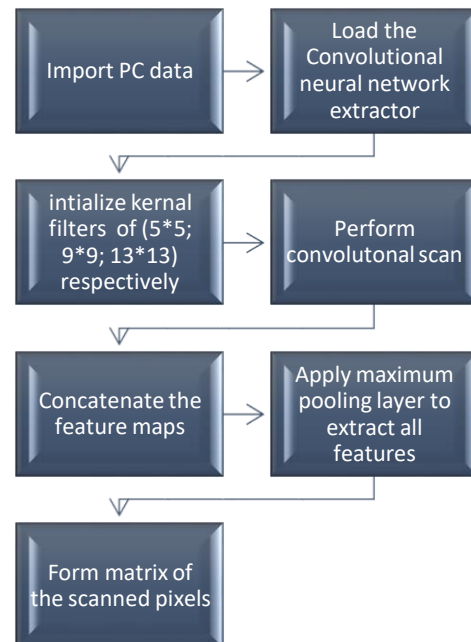 Import PC data
Load the
Convolutional
neural network
extractor
intialize kernal
filters of (5*5;
9*9; 13*13)
respectively
Perform
convolutonal scan
Concatenate the
feature maps
Apply maximum
pooling layer to
extract all
features
Form matrix of
the scanned pixels